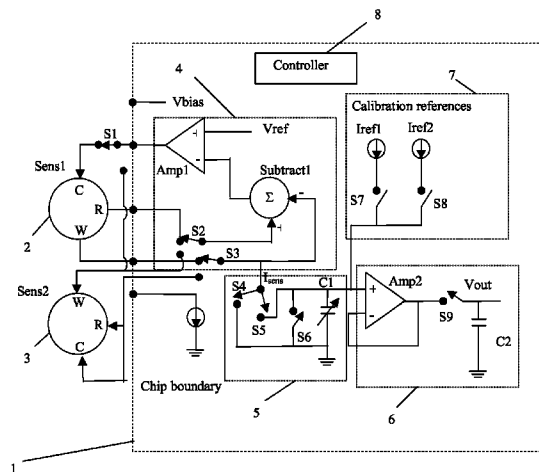 8
Controller
4
7
Vbias
Calibration references
Vref
Iref1
Iref2
S1
Amp1
Subtract1
Sens1
C
Σ
+
-
-
+
S7
S8
R
S2
2
W
S3
Sens2
Isens
C1
Amp2
Vout
W
S4
+
R
S5
S6
-
S9
3
C
C2
Chip boundary
5
6
1